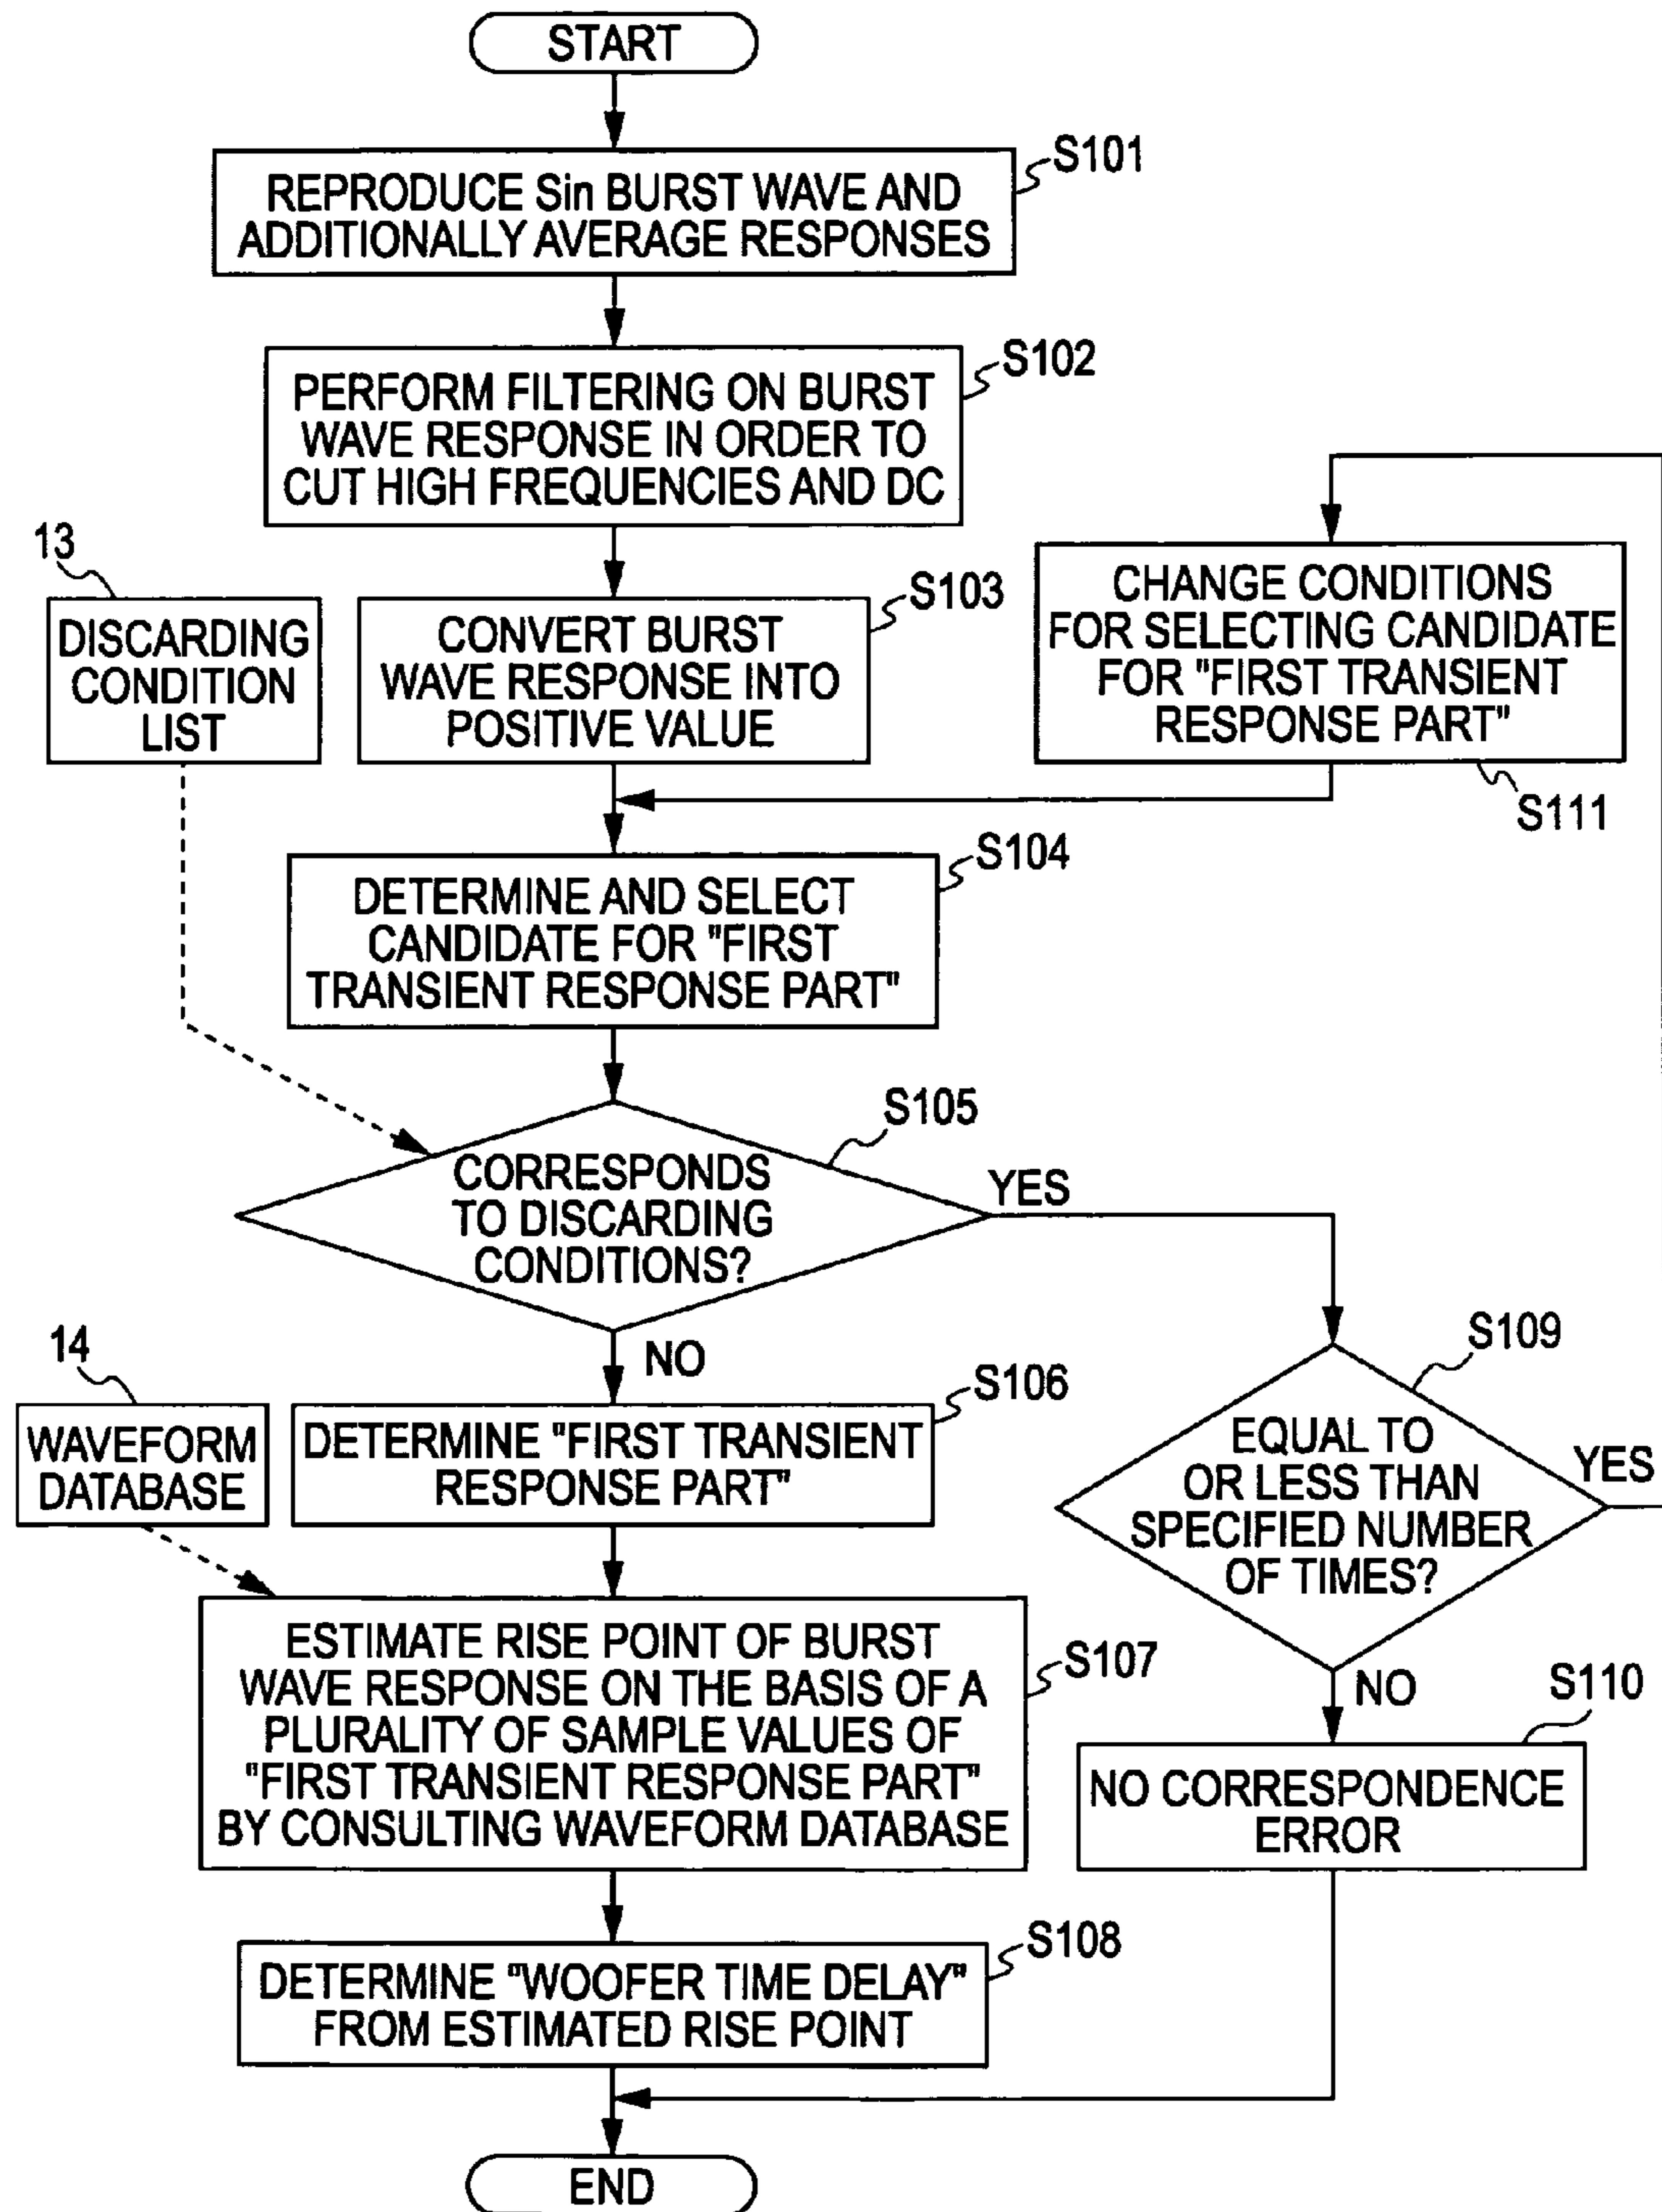 START
S101
REPRODUCE Sin BURST WAVE AND
ADDITIONALLY AVERAGE RESPONSES
S102
PERFORM FILTERING ON BURST
WAVE RESPONSE IN ORDER TO
CUT HIGH FREQUENCIES AND DC
13
DISCARDING
CONDITION
LIST
S103
CONVERT BURST
WAVE RESPONSE INTO
POSITIVE VALUE
CHANGE CONDITIONS
FOR SELECTING CANDIDATE
FOR "FIRST TRANSIENT
RESPONSE PART"
S111
S104
DETERMINE AND SELECT
CANDIDATE FOR "FIRST
TRANSIENT RESPONSE PART"
S105
CORRESPONDS
TO DISCARDING
CONDITIONS?
YES
NO
14
WAVEFORM
DATABASE
S106
DETERMINE "FIRST TRANSIENT
RESPONSE PART"
S109
EQUAL TO
OR LESS THAN
SPECIFIED NUMBER
OF TIMES?
YES
NO
S107
ESTIMATE RISE POINT OF BURST
WAVE RESPONSE ON THE BASIS OF A
PLURALITY OF SAMPLE VALUES OF
"FIRST TRANSIENT RESPONSE PART"
BY CONSULTING WAVEFORM DATABASE
S110
NO CORRESPONDENCE
ERROR
S108
DETERMINE "WOOFER TIME DELAY"
FROM ESTIMATED RISE POINT
END